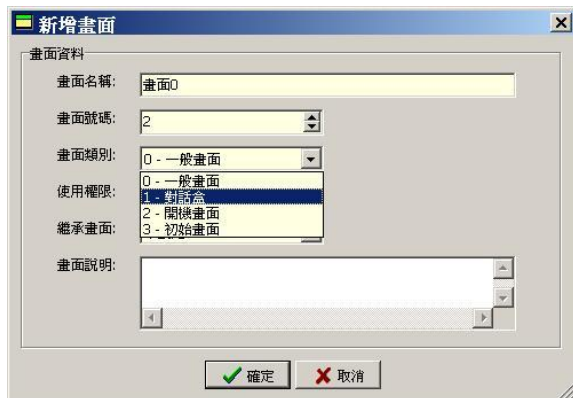 新增畫面
畫面資料
畫面名稱:
畫面0
畫面號碼:
2
畫面類別:
0 - 一般畫面
0 - 一般畫面
1 - 對話盒
2 - 開機畫面
3 - 初始畫面
使用權限:
繼承畫面:
畫面說明:
確定
取消